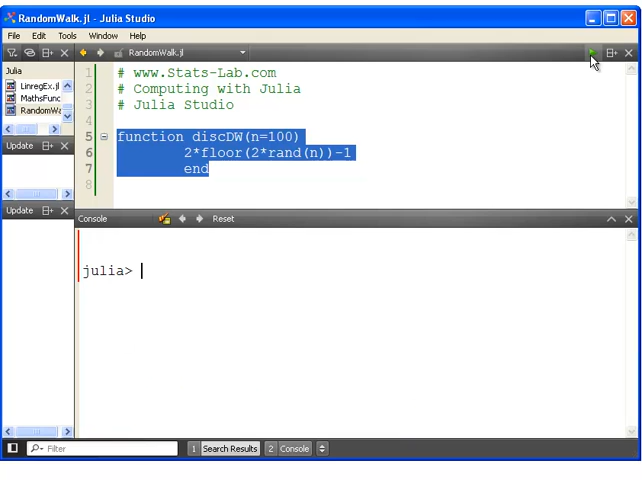 RandomWalk.jl - Julia Studio
File Edit Tools Window Help
RandomWalk.jl
Julia
LinregEx.jl
MathsFunc
RandomWa
Update
Update
1 # www.Stats-Lab.com
2 # Computing with Julia
3 # Julia Studio
4
5 function discDW(n=100)
6 2*floor(2*rand(n))-1
7 end
8
Console Reset
julia>
Filter 1 Search Results 2 Console